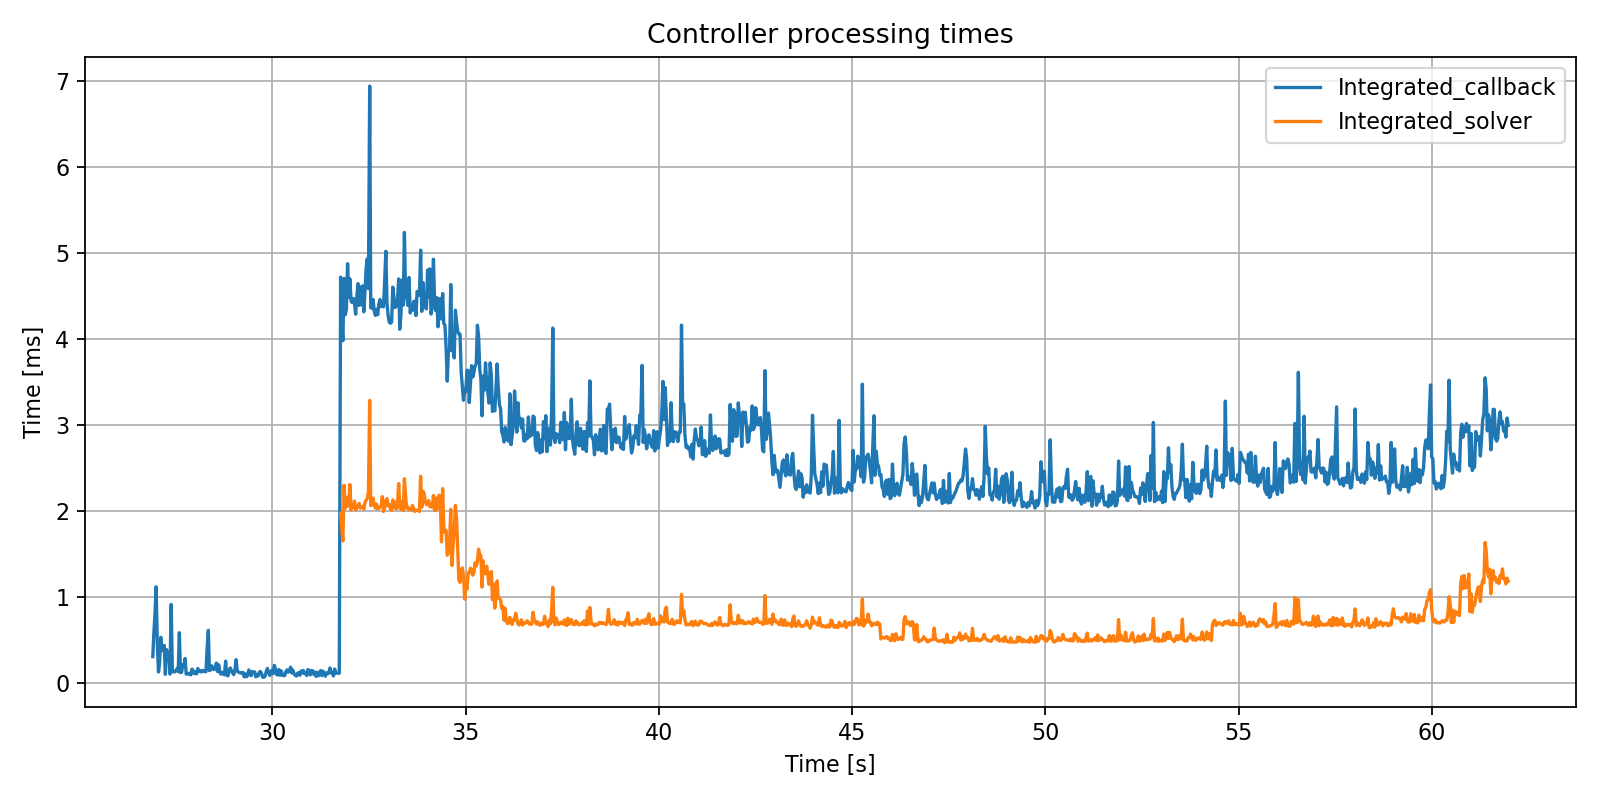 Controller processing times
Integrated_callback
Integrated_solver
Time [ms]
7
6
5
4
3
2
1
0
30 35 40 45 50 55 60
Time [s]